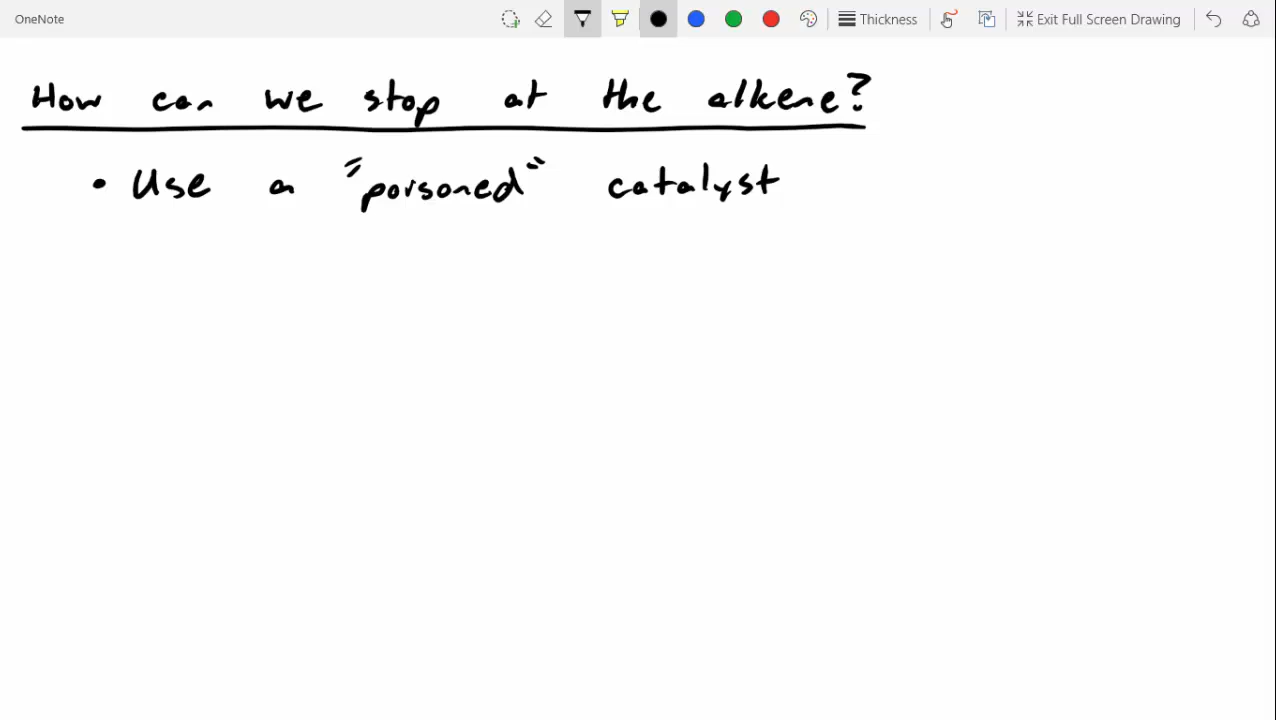 OneNote
Thickness
Exit Full Screen Drawing
How can we stop at the alkene?
• Use a "poisoned" catalyst